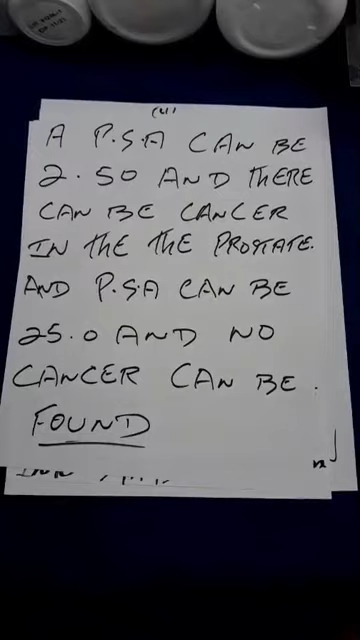 (4)
A P.S.A CAN BE
2.50 AND THERE
CAN BE CANCER
IN THE THE PROSTATE.
AND P.S.A CAN BE
25.0 AND NO
CANCER CAN BE.
FOUND